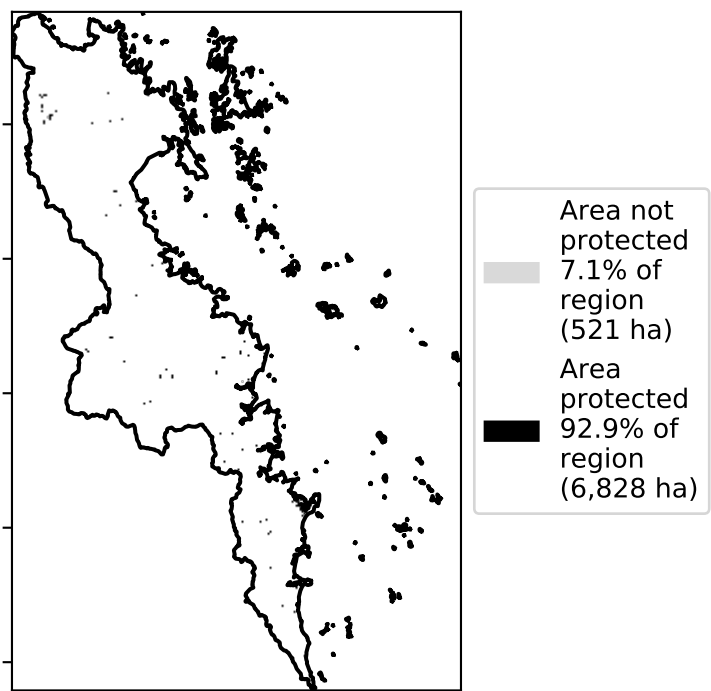 Area not
protected
7.1% of
region
(521 ha)
Area
protected
92.9% of
region
(6,828 ha)